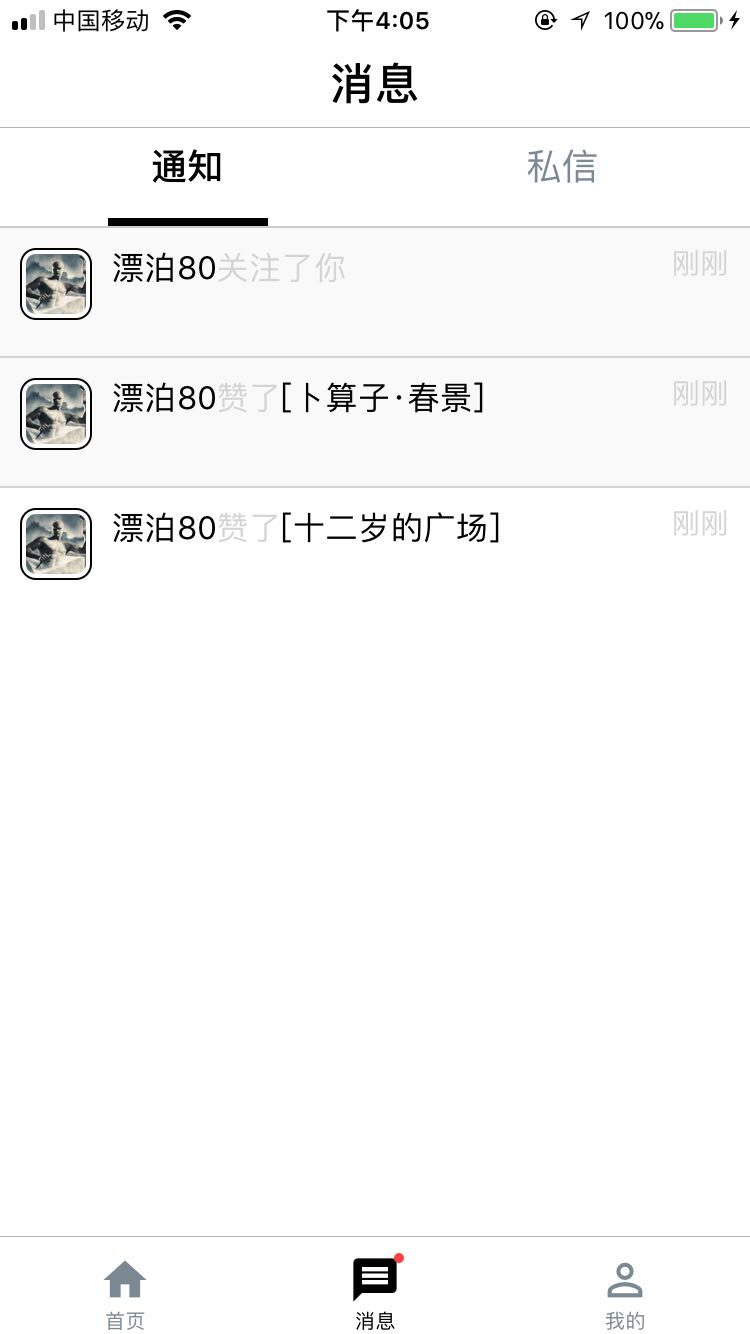 中国移动 下午4:05 100%
消息
通知 私信
漂泊80关注了你 刚刚
漂泊80赞了[卜算子·春景] 刚刚
漂泊80赞了[十二岁的广场] 刚刚
首页 消息 我的